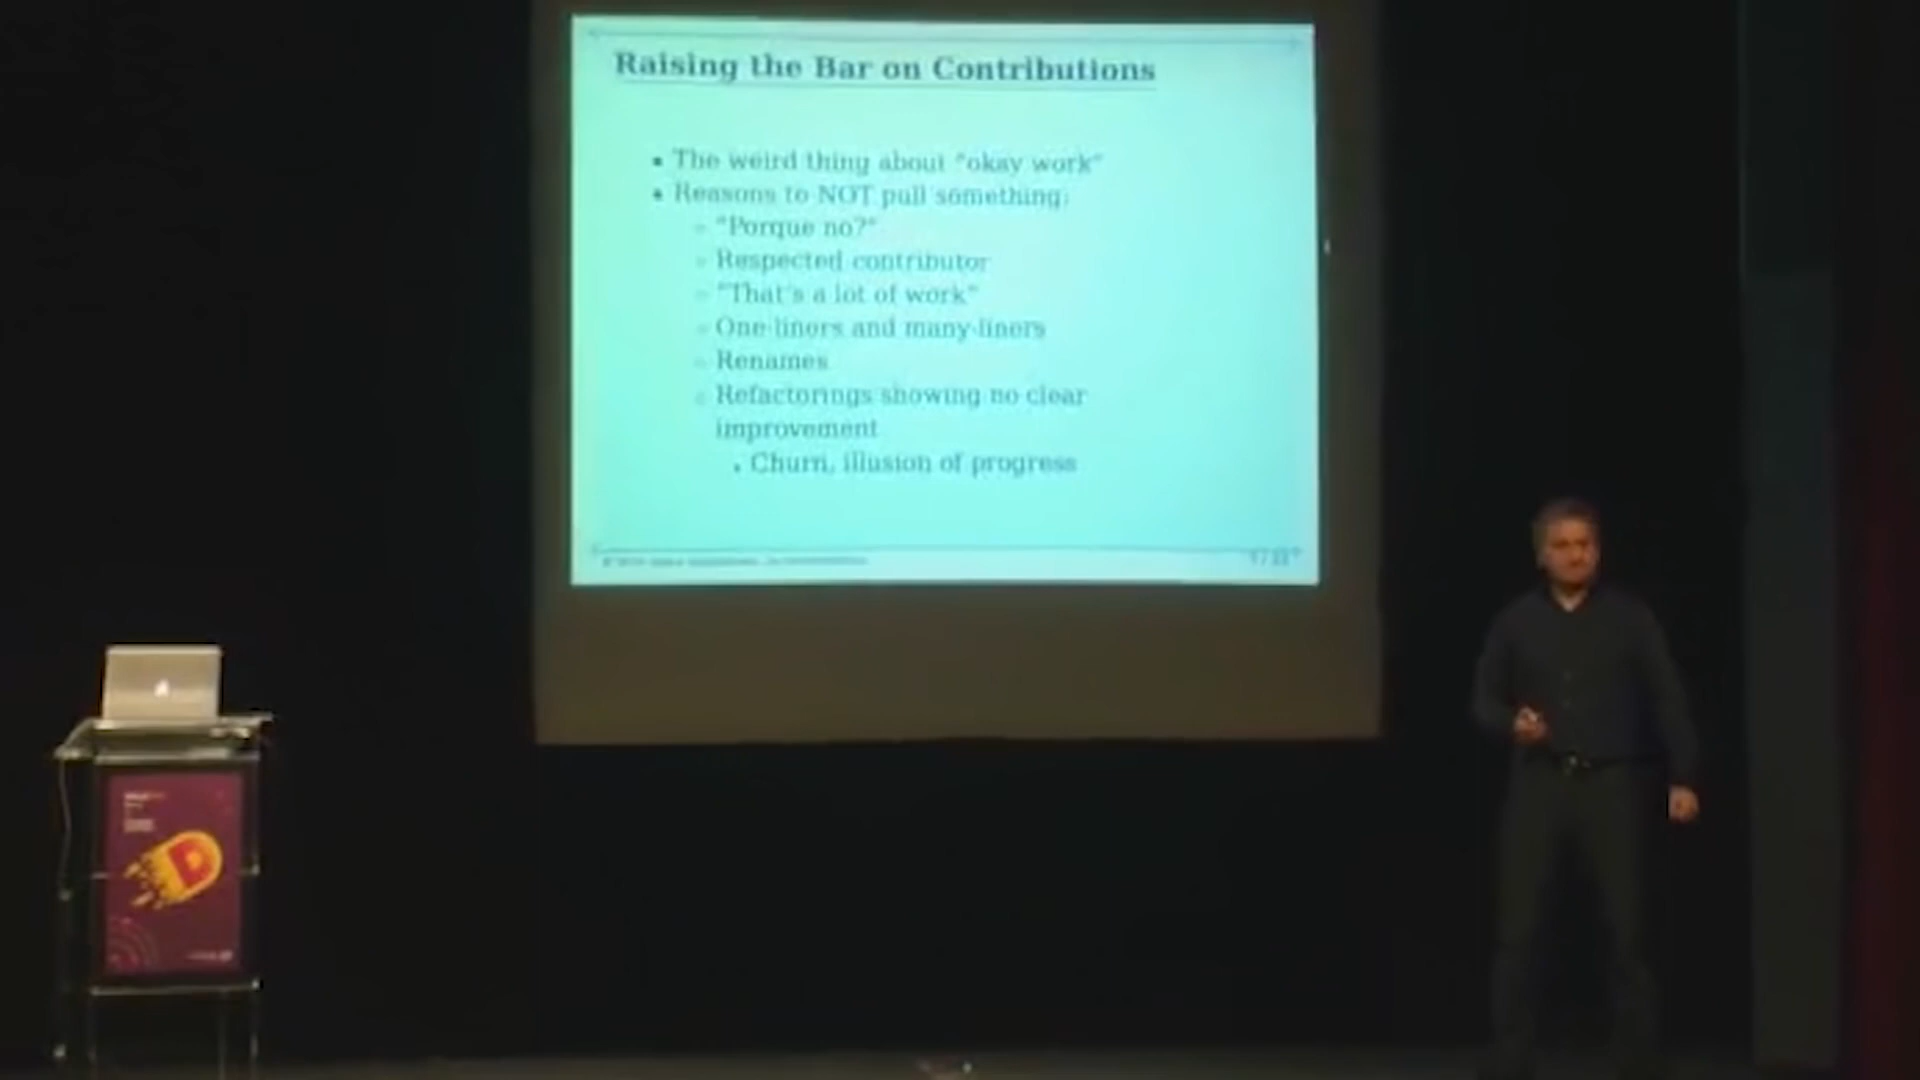 Raising the Bar on Contributions
• The weird thing about "okay work"
• Reasons to NOT pull something:
○ "Porque no?"
○ Respected contributor
○ "That's a lot of work"
○ One-liners and many-liners
○ Renames
○ Refactorings showing no clear
improvement
▪ Churn, illusion of progress